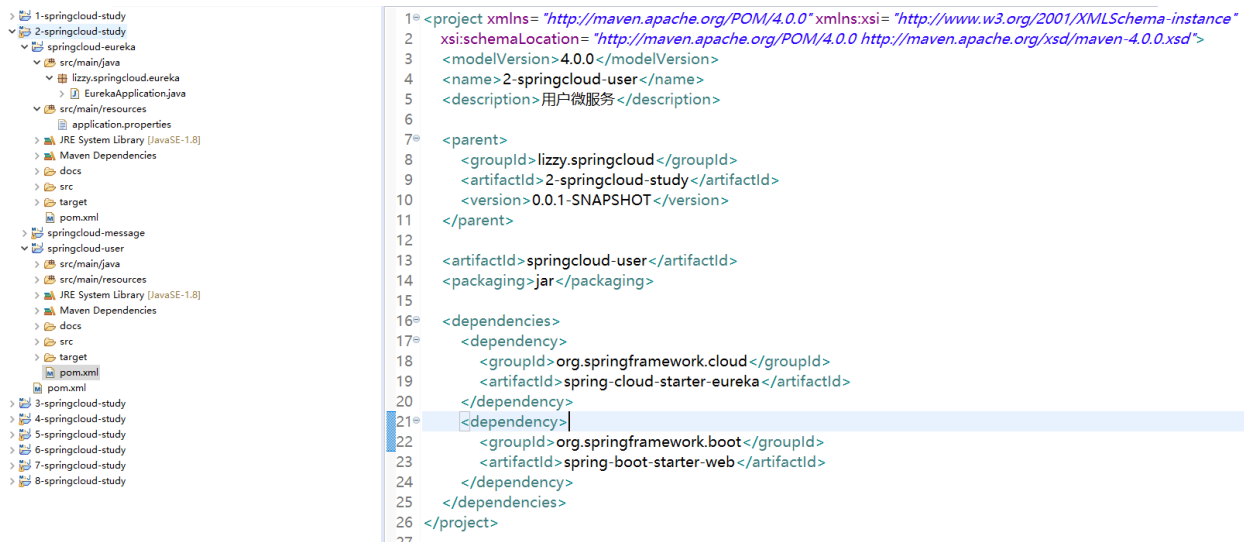 1-springcloud-study
2-springcloud-study
springcloud-eureka
src/main/java
lizzy.springcloud.eureka
EurekaApplication.java
src/main/resources
application.properties
JRE System Library [JavaSE-1.8]
Maven Dependencies
docs
src
target
pom.xml
springcloud-message
springcloud-user
src/main/java
src/main/resources
JRE System Library [JavaSE-1.8]
Maven Dependencies
docs
src
target
pom.xml
pom.xml
3-springcloud-study
4-springcloud-study
5-springcloud-study
6-springcloud-study
7-springcloud-study
8-springcloud-study
1 <project xmlns="http://maven.apache.org/POM/4.0.0" xmlns:xsi="http://www.w3.org/2001/XMLSchema-instance"
2 xsi:schemaLocation="http://maven.apache.org/POM/4.0.0 http://maven.apache.org/xsd/maven-4.0.0.xsd">
3 <modelVersion>4.0.0</modelVersion>
4 <name>2-springcloud-user</name>
5 <description>用户微服务</description>
6
7 <parent>
8 <groupId>lizzy.springcloud</groupId>
9 <artifactId>2-springcloud-study</artifactId>
10 <version>0.0.1-SNAPSHOT</version>
11 </parent>
12
13 <artifactId>springcloud-user</artifactId>
14 <packaging>jar</packaging>
15
16 <dependencies>
17 <dependency>
18 <groupId>org.springframework.cloud</groupId>
19 <artifactId>spring-cloud-starter-eureka</artifactId>
20 </dependency>
21 <dependency>
22 <groupId>org.springframework.boot</groupId>
23 <artifactId>spring-boot-starter-web</artifactId>
24 </dependency>
25 </dependencies>
26 </project>
27